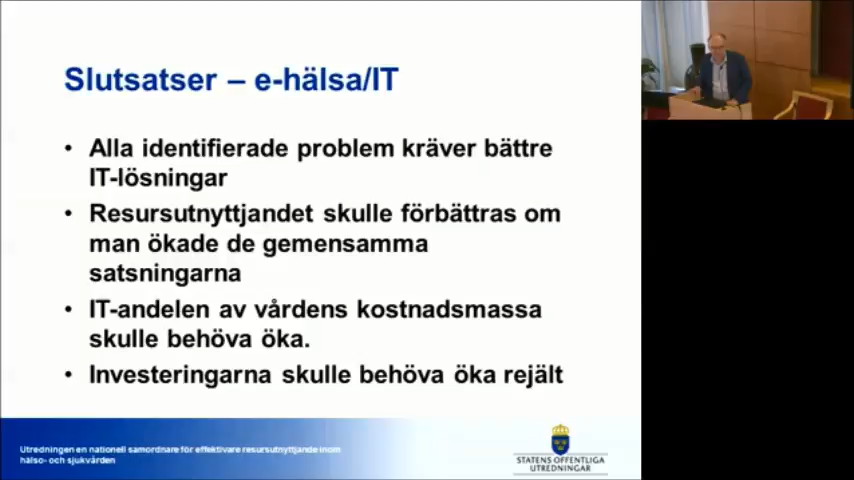 Slutsatser – e-hälsa/IT
• Alla identifierade problem kräver bättre
IT-lösningar
• Resursutnyttjandet skulle förbättras om
man ökade de gemensamma
satsningarna
• IT-andelen av vårdens kostnadsmassa
skulle behöva öka.
• Investeringarna skulle behöva öka rejält
Utredningen en nationell samordnare för effektivare resursutnyttjande inom
hälso- och sjukvården
STATENS OFFENTLIGA
UTREDNINGAR